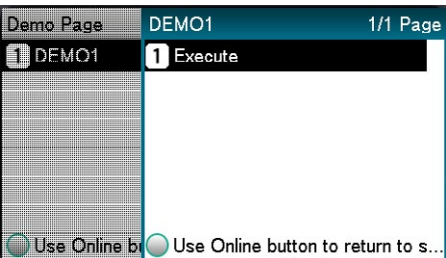 Demo Page
1 DEMO1
Use Online b
DEMO1 1/1 Page
1 Execute
Use Online button to return to s...